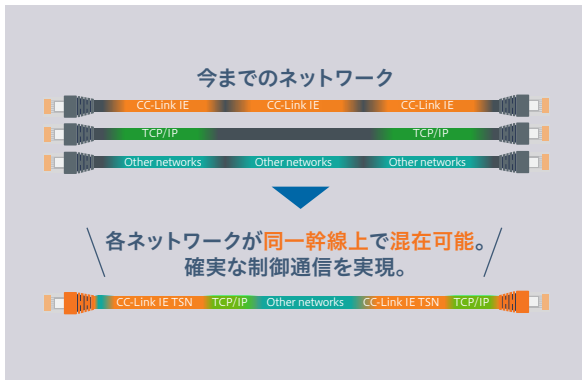 今までのネットワーク
CC-Link IE CC-Link IE CC-Link IE
TCP/IP TCP/IP
Other networks Other networks Other networks
各ネットワークが同一幹線上で混在可能。
確実な制御通信を実現。
CC-Link IE TSN TCP/IP Other networks CC-Link IE TSN TCP/IP